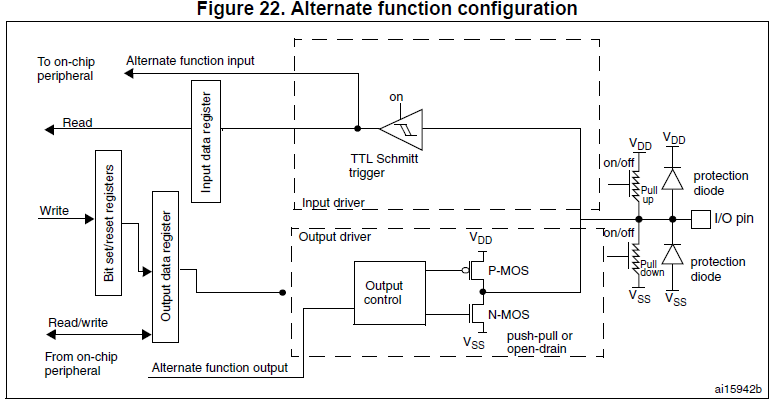 Figure 22. Alternate function configuration
To on-chip
peripheral
Alternate function input
Read
Input data register
on
TTL Schmitt
trigger
Input driver
Write
Bit set/reset registers
Output data register
Read/write
From on-chip
peripheral
Alternate function output
Output driver
Output
control
VDD
P-MOS
N-MOS
VSS
push-pull or
open-drain
VDD
VDD
on/off
Pull
up
protection
diode
I/O pin
on/off
Pull
down
protection
diode
VSS
VSS
ai15942b